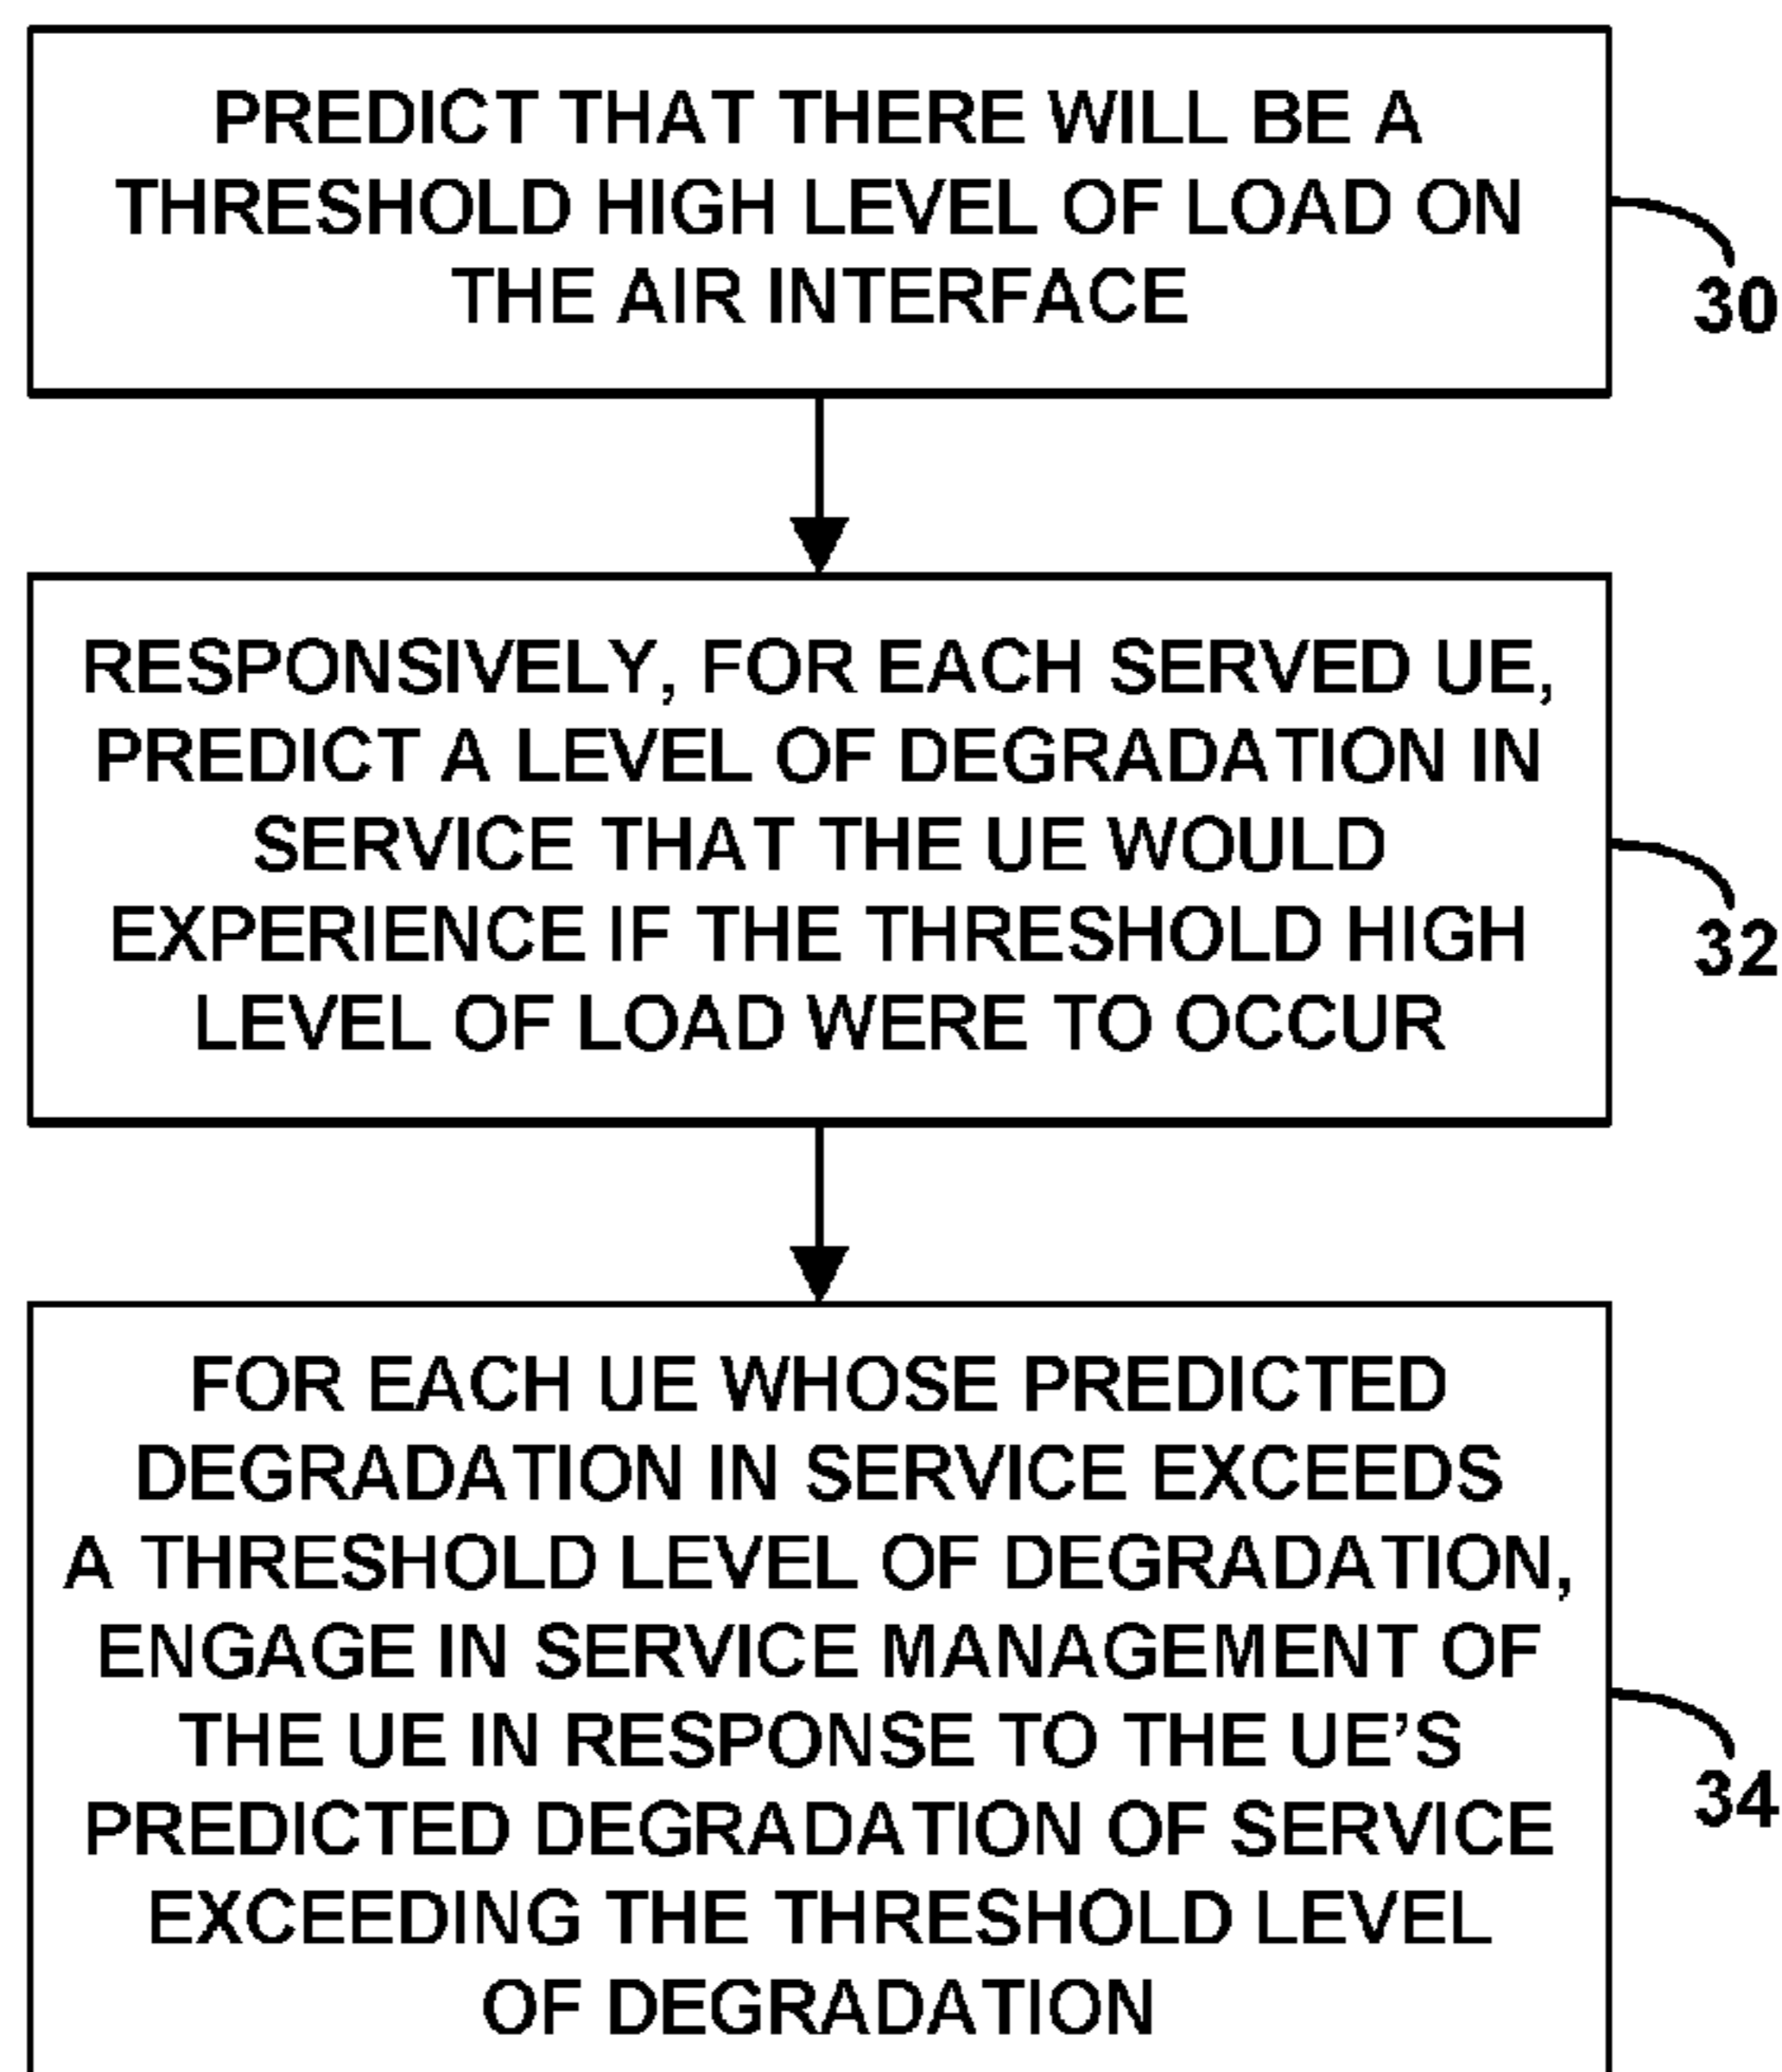 PREDICT THAT THERE WILL BE A
THRESHOLD HIGH LEVEL OF LOAD ON
THE AIR INTERFACE
30
RESPONSIVELY, FOR EACH SERVED UE,
PREDICT A LEVEL OF DEGRADATION IN
SERVICE THAT THE UE WOULD
EXPERIENCE IF THE THRESHOLD HIGH
LEVEL OF LOAD WERE TO OCCUR
32
FOR EACH UE WHOSE PREDICTED
DEGRADATION IN SERVICE EXCEEDS
A THRESHOLD LEVEL OF DEGRADATION,
ENGAGE IN SERVICE MANAGEMENT OF
THE UE IN RESPONSE TO THE UE’S
PREDICTED DEGRADATION OF SERVICE
EXCEEDING THE THRESHOLD LEVEL
OF DEGRADATION
34